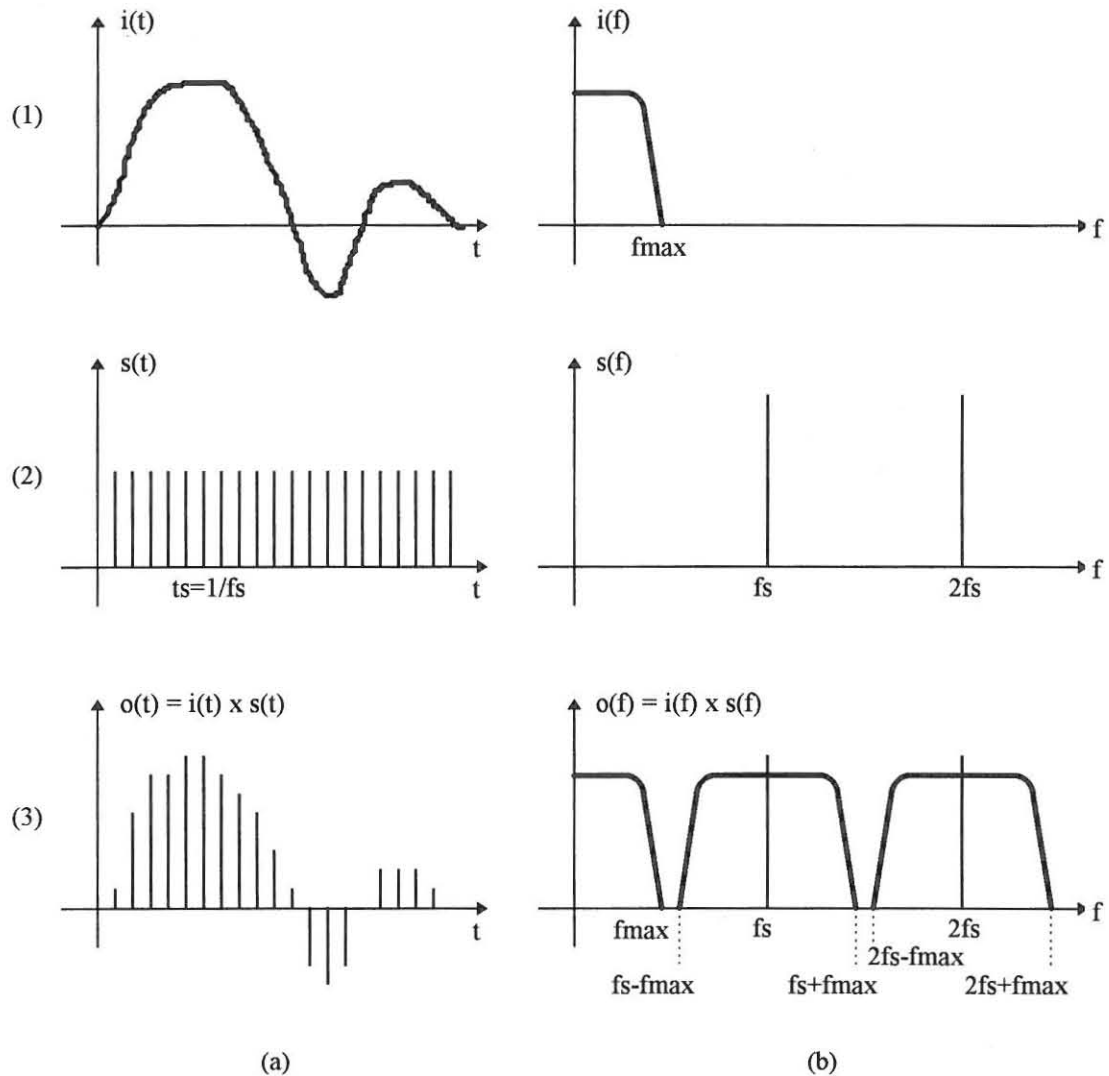 i(t)
i(f)
(1)
t
fmax
f
s(t)
s(f)
(2)
ts=1/fs
t
fs
2fs
f
o(t) = i(t) x s(t)
o(f) = i(f) x s(f)
(3)
t
fmax
fs
2fs
f
2fs-fmax
fs-fmax
fs+fmax
2fs+fmax
(a)
(b)